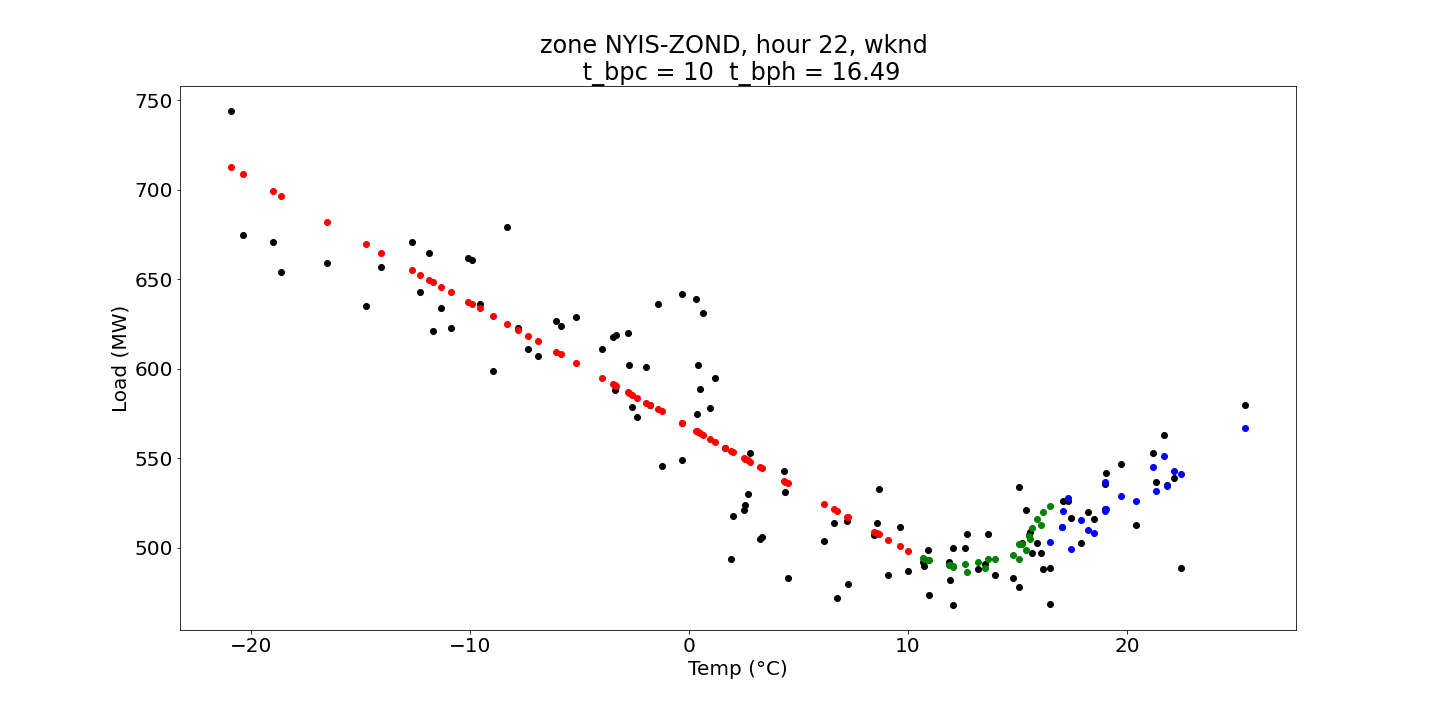 zone NYIS-ZOND, hour 22, wknd
t_bpc = 10  t_bph = 16.49
750
700
650
600
550
500
Load (MW)
−20
−10
0
10
20
Temp (°C)